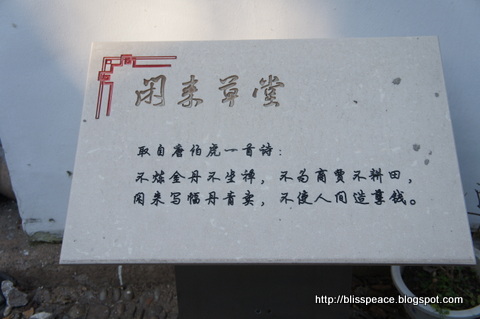 闲来草堂
取自唐伯虎一首诗：
不炼金丹不坐禅，不为商贾不耕田，
闲来写幅丹青卖，不使人间造孽钱。
http://blisspeace.blogspot.com/